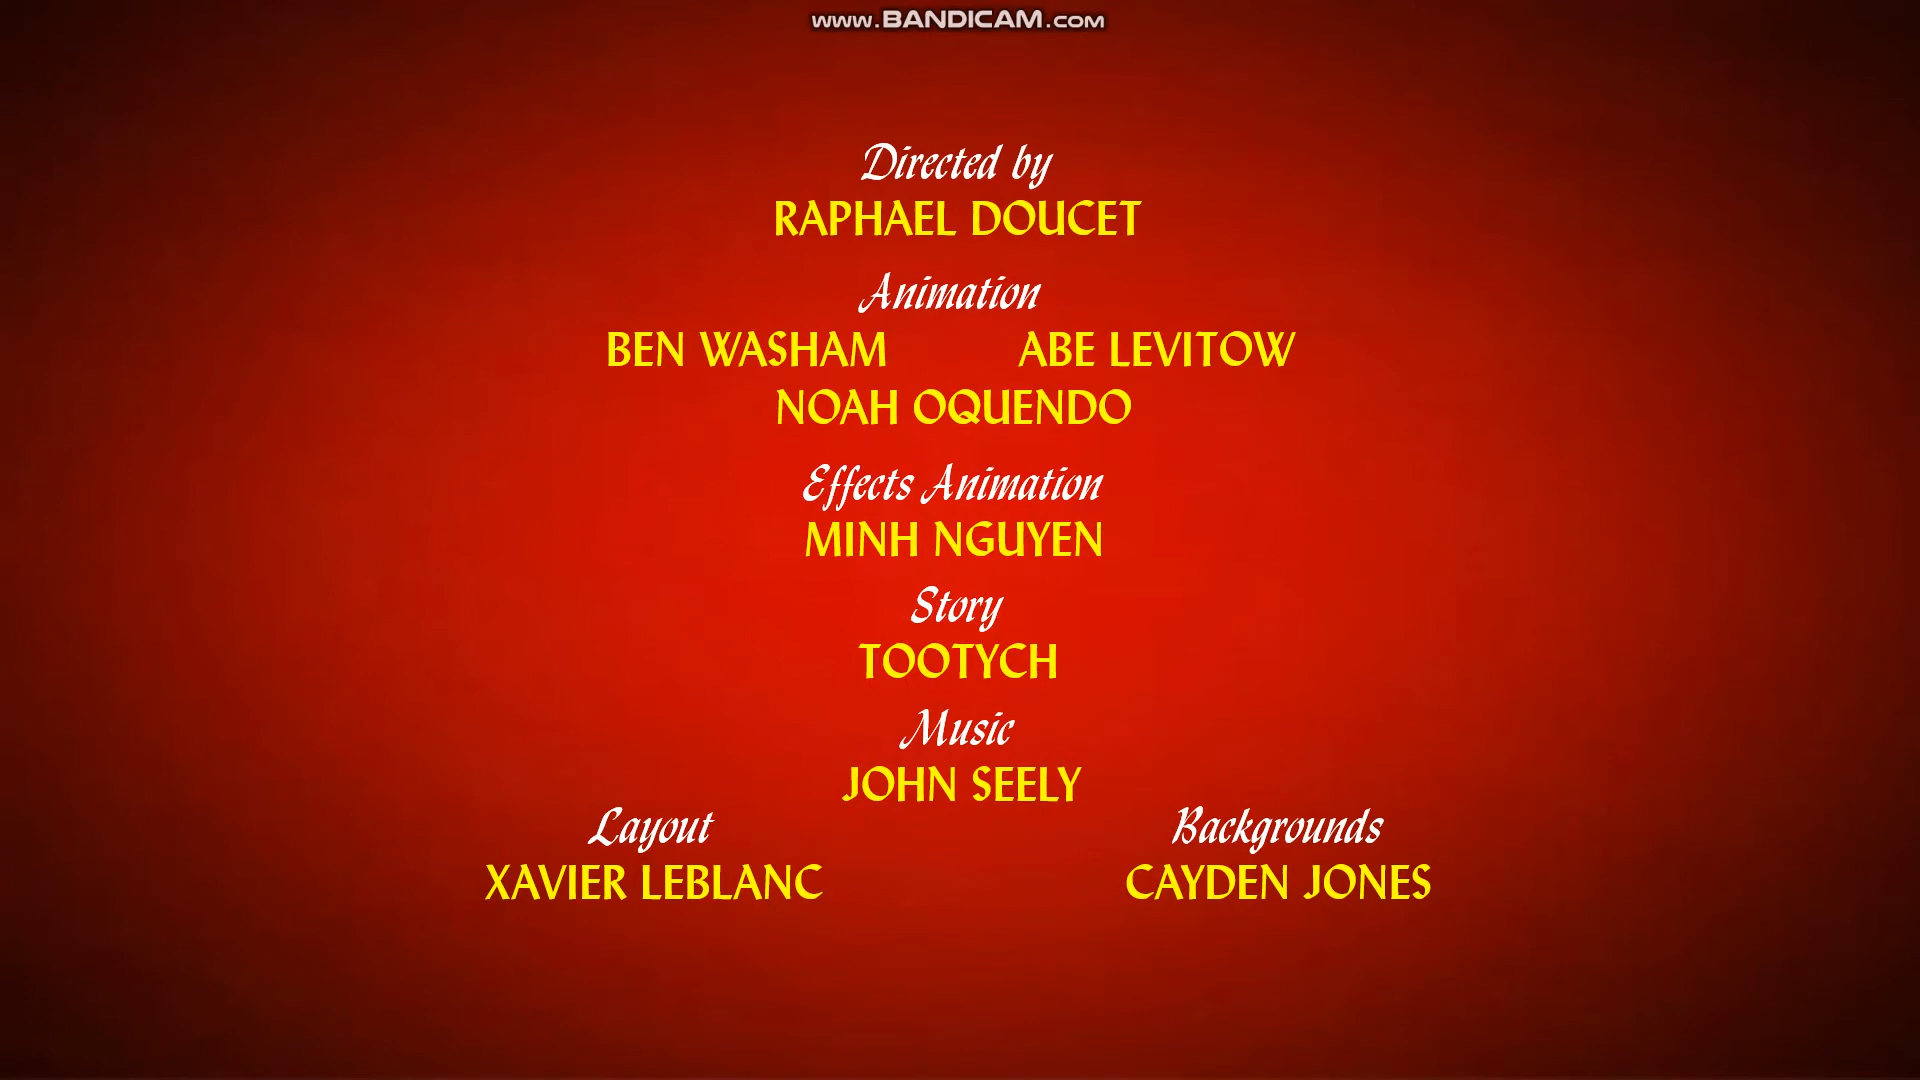 www.BANDICAM.com
Directed by
RAPHAEL DOUCET
Animation
BEN WASHAM ABE LEVITOW
NOAH OQUENDO
Effects Animation
MINH NGUYEN
Story
TOOTYCH
Music
JOHN SEELY
Layout Backgrounds
XAVIER LEBLANC CAYDEN JONES